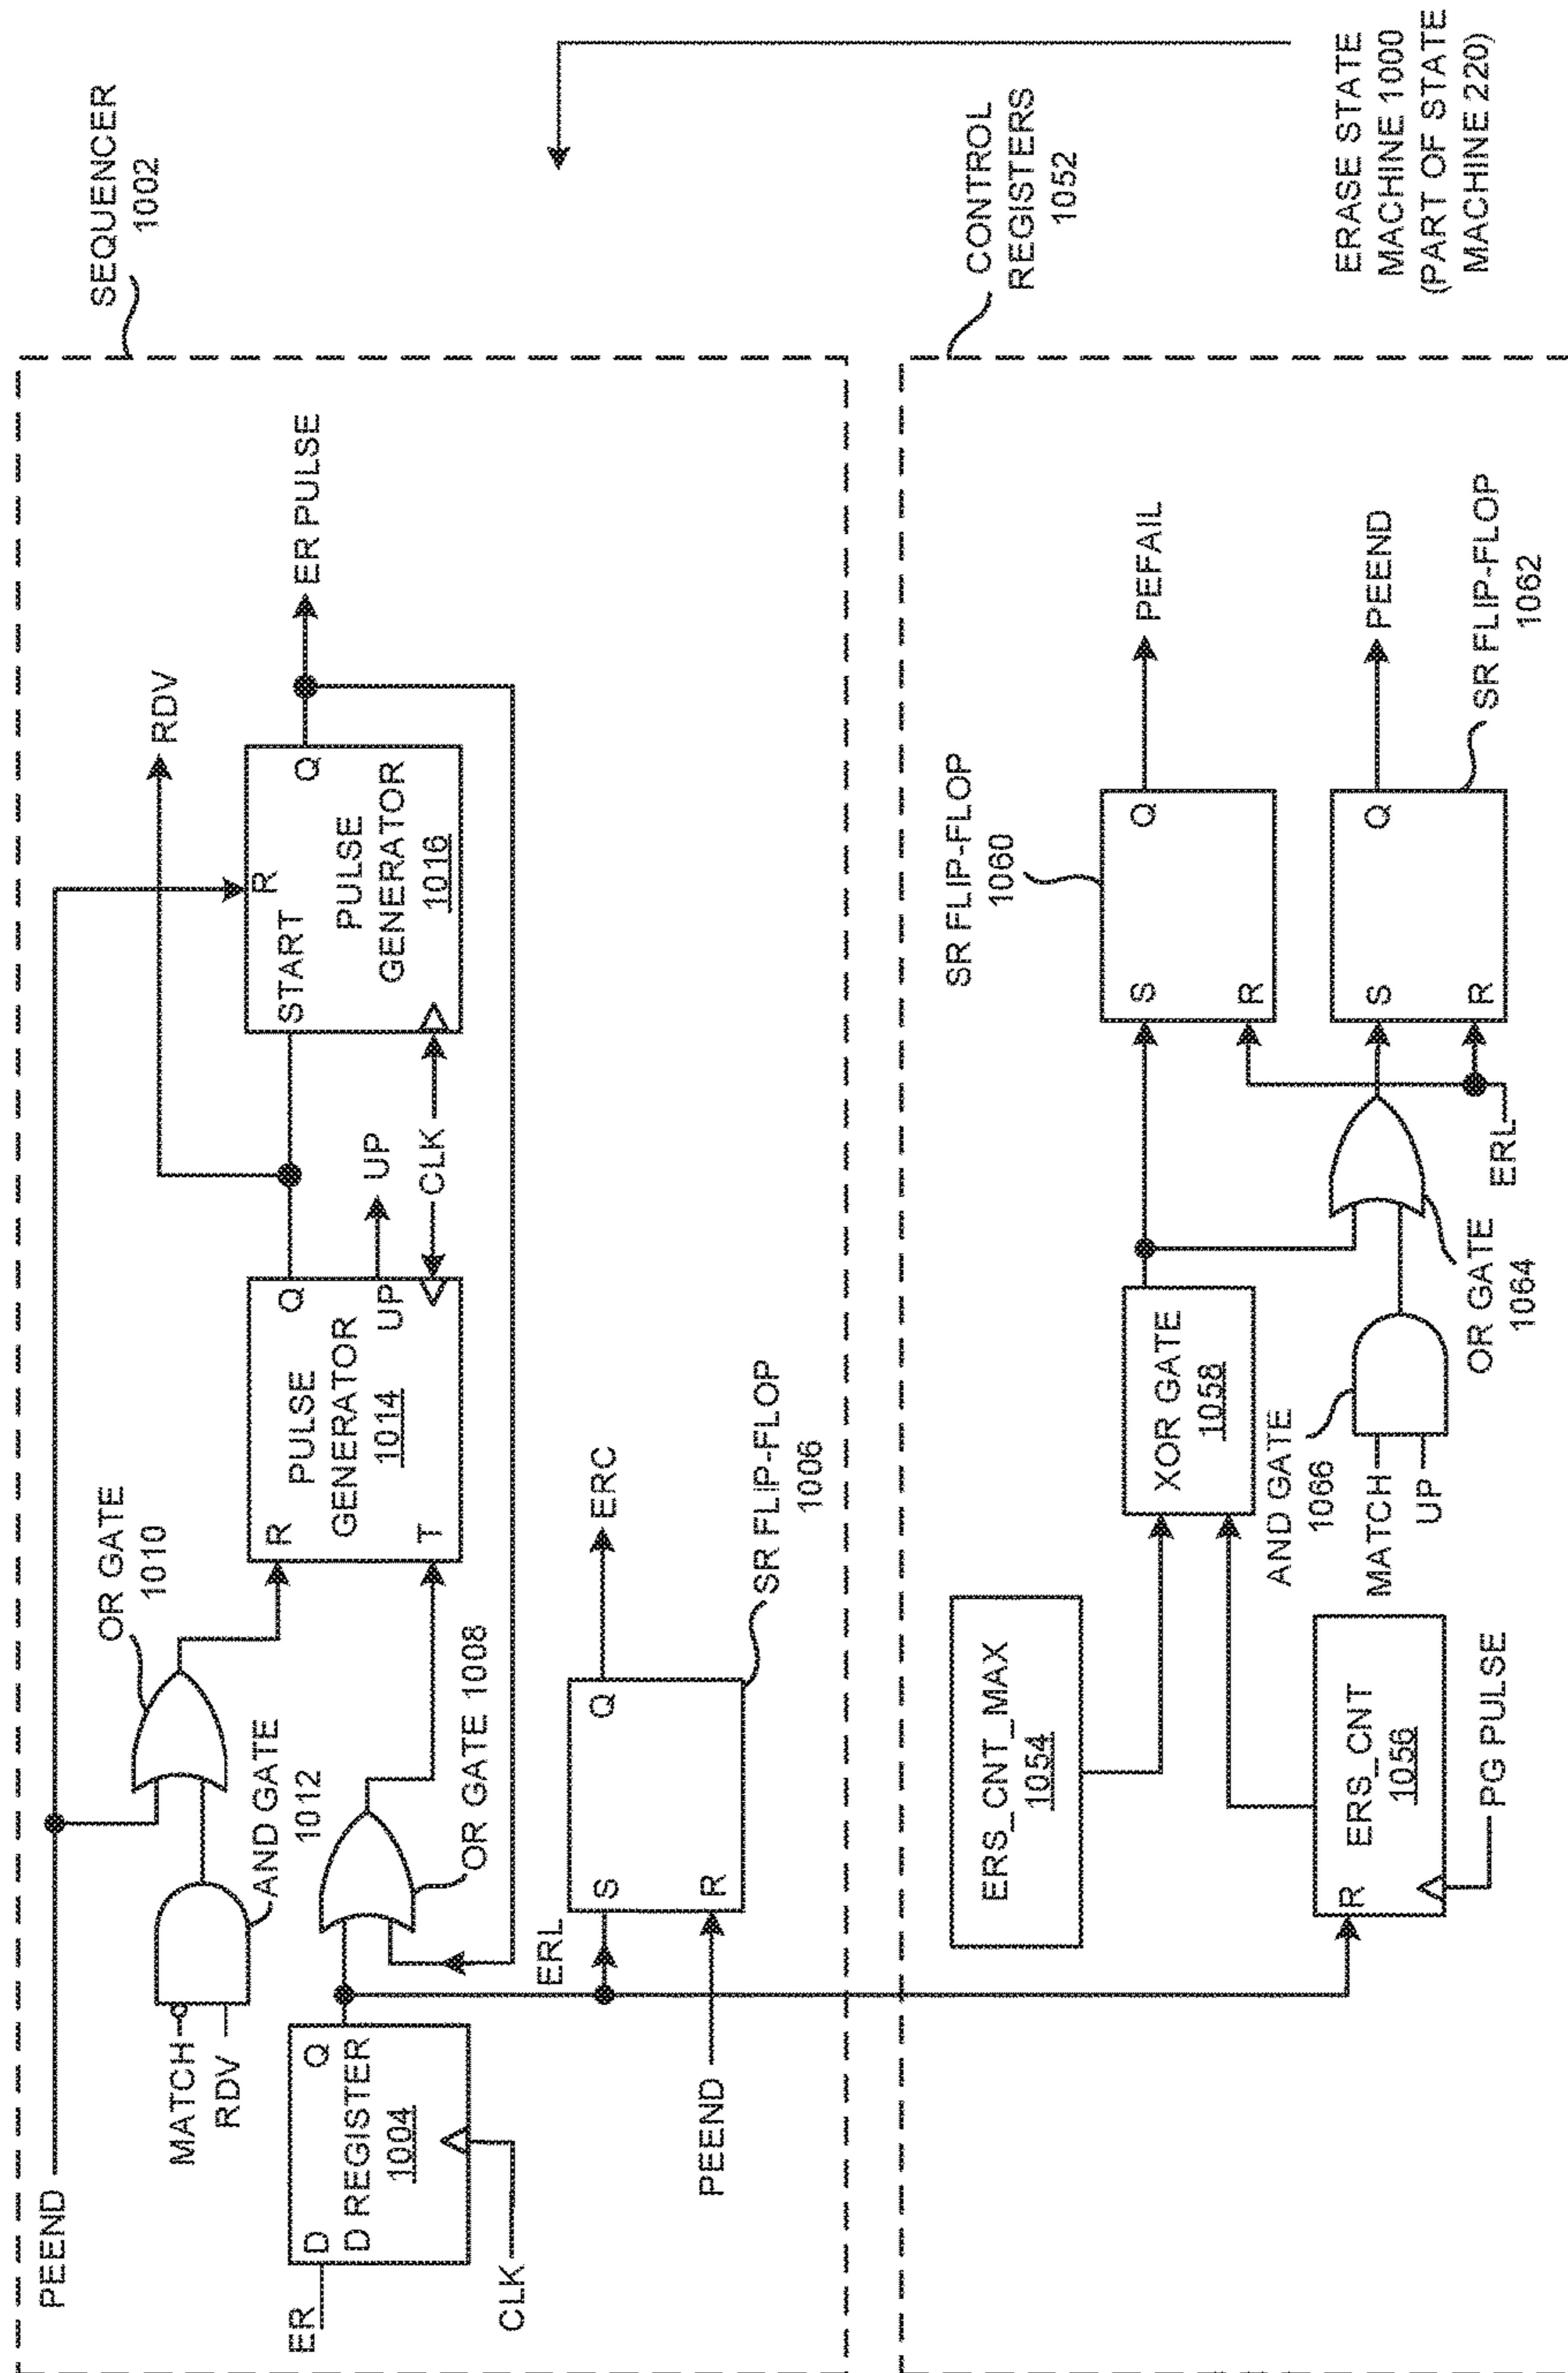 SEQUENCER
1002
PEEND
OR GATE
1010
RDV
MATCH
RDV
AND GATE
1012
R
PULSE
GENERATOR
1014
T
Q
UP
UP
START
R
PULSE
GENERATOR
1016
Q
ER PULSE
CLK
ER
D
Q
D REGISTER
1004
CLK
OR GATE 1008
ERL
S
R
Q
ERC
PEEND
SR FLIP-FLOP
1006
CONTROL
REGISTERS
1052
ERS_CNT_MAX
1054
R
ERS_CNT
1056
PG PULSE
XOR GATE
1058
AND GATE
1066
MATCH
UP
OR GATE
1064
ERL
SR FLIP-FLOP
1060
S
R
Q
PEFAIL
S
R
Q
PEEND
SR FLIP-FLOP
1062
ERASE STATE
MACHINE 1000
(PART OF STATE
MACHINE 220)